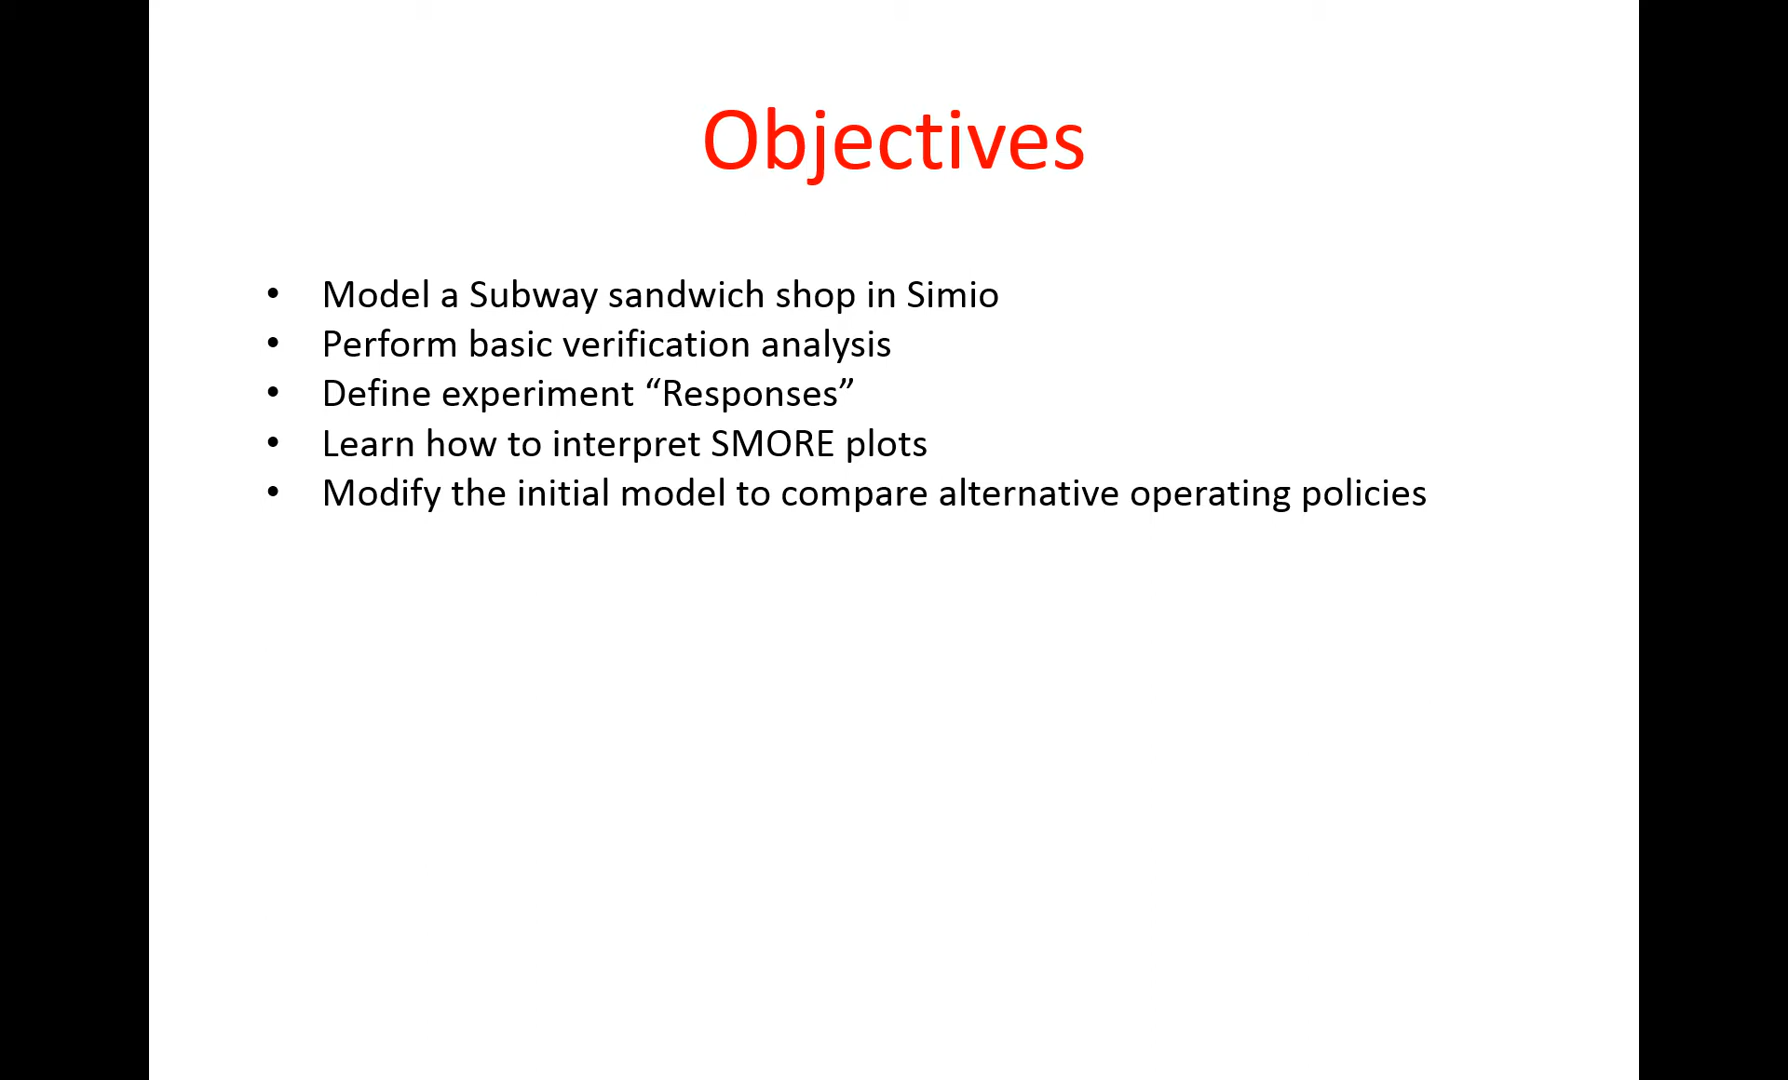 Objectives
• Model a Subway sandwich shop in Simio
• Perform basic verification analysis
• Define experiment “Responses”
• Learn how to interpret SMORE plots
• Modify the initial model to compare alternative operating policies